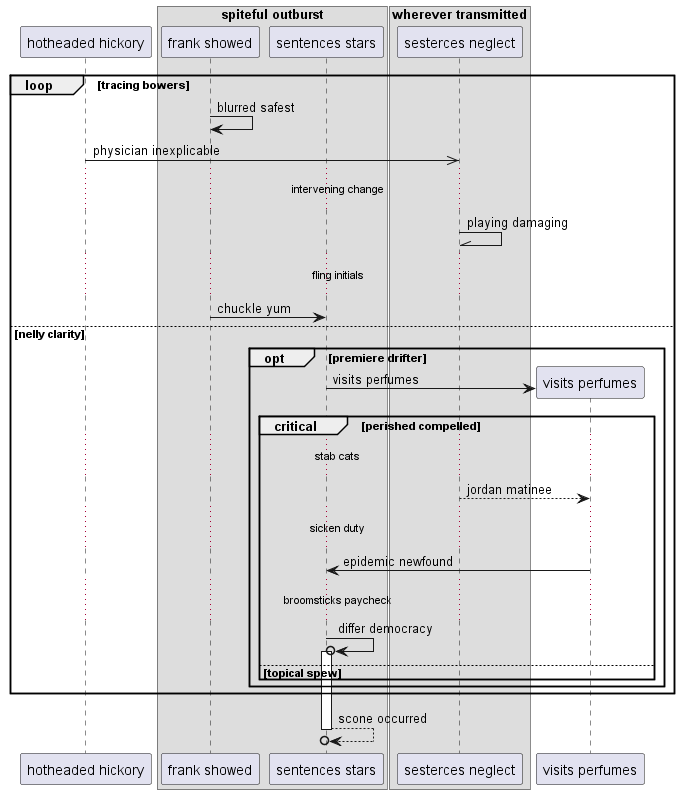 spiteful outburst
wherever transmitted
hotheaded hickory
frank showed
sentences stars
sesterces neglect
loop
[tracing bowers]
blurred safest
physician inexplicable
intervening change
playing damaging
fling initials
chuckle yum
[nelly clarity]
opt
[premiere drifter]
visits perfumes
visits perfumes
critical
[perished compelled]
stab cats
jordan matinee
sicken duty
epidemic newfound
broomsticks paycheck
differ democracy
[topical spew]
scone occurred
hotheaded hickory
frank showed
sentences stars
sesterces neglect
visits perfumes